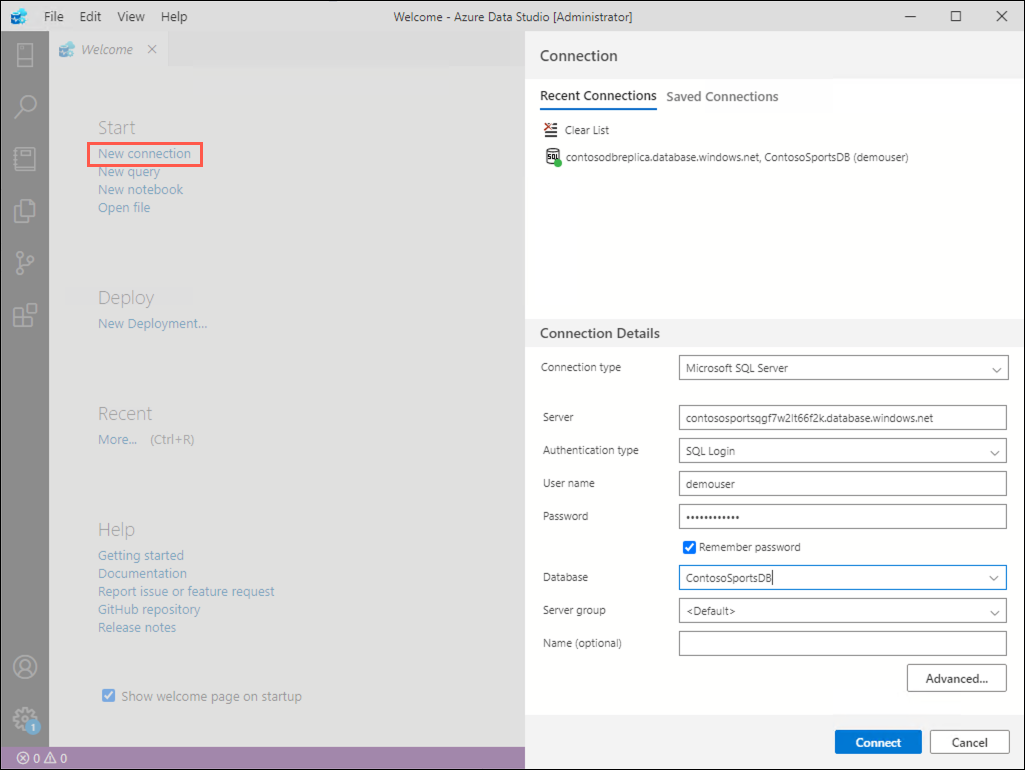 File Edit View Help Welcome - Azure Data Studio [Administrator]
Welcome
Start
New connection
New query
New notebook
Open file
Deploy
New Deployment...
Recent
More... (Ctrl+R)
Help
Getting started
Documentation
Report issue or feature request
GitHub repository
Release notes
Show welcome page on startup
1
0 0
Connection
Recent Connections Saved Connections
Clear List
SQL contosodbreplica.database.windows.net, ContosoSportsDB (demouser)
Connection Details
Connection type Microsoft SQL Server
Server contososportsqgf7w2lt66f2k.database.windows.net
Authentication type SQL Login
User name demouser
Password ••••••••••••
Remember password
Database ContosoSportsDB
Server group <Default>
Name (optional)
Advanced...
Connect Cancel